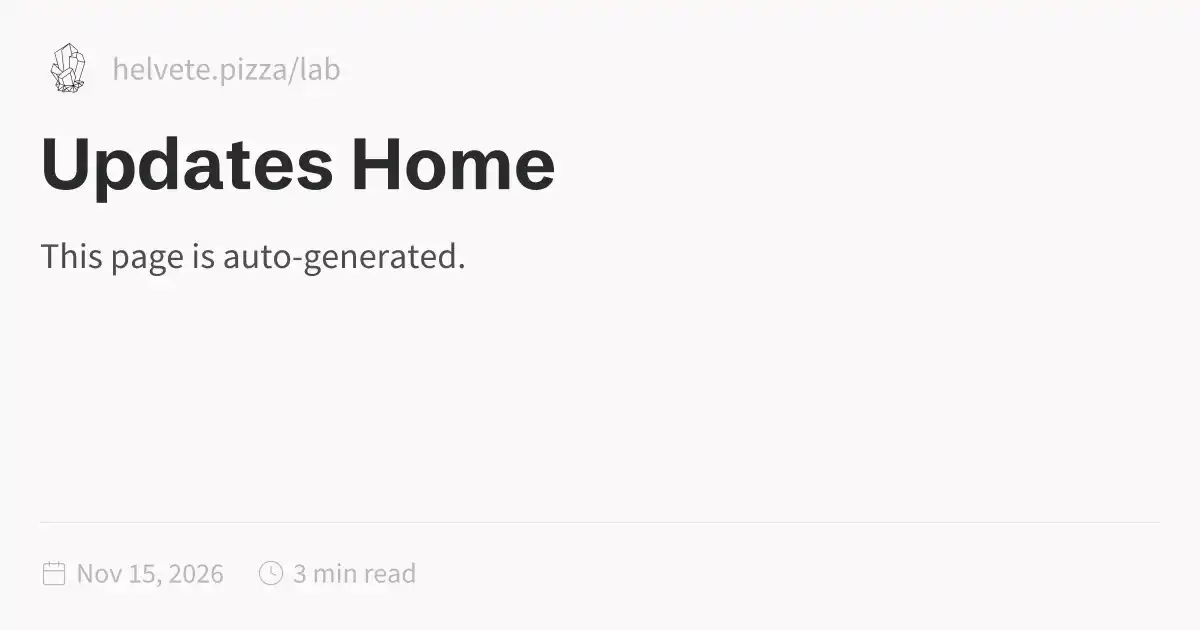 helvete.pizza/lab
Updates Home
This page is auto-generated.
Nov 15, 2026 3 min read